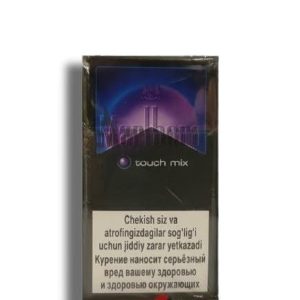 Marlboro
touch mix
Chekish siz va
atrofingizdagilar sog'lig'i
uchun jiddiy zarar yetkazadi
Курение наносит серьёзный
вред вашему здоровью
и здоровью окружающих